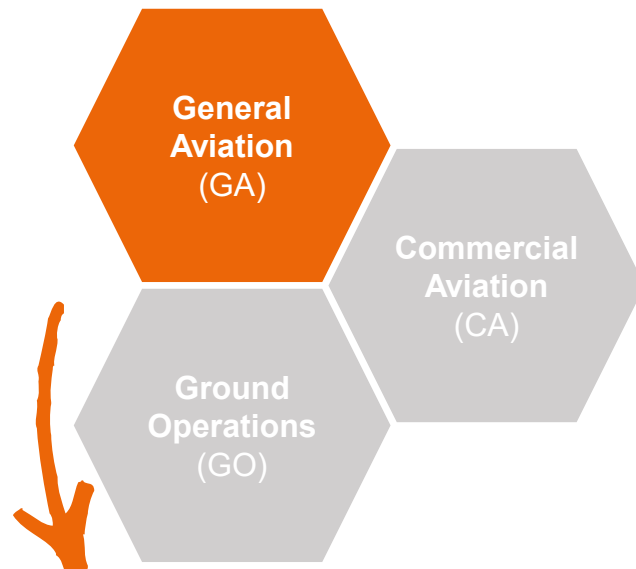 General
Aviation
(GA)
Commercial
Aviation
(CA)
Ground
Operations
(GO)